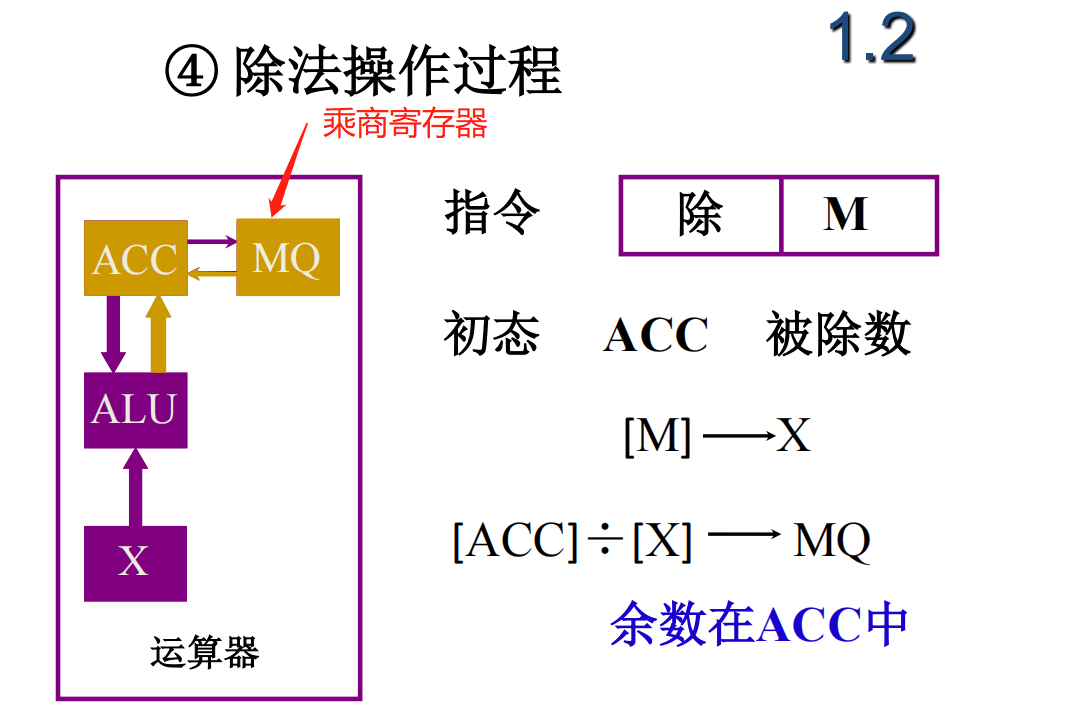 1.2
④ 除法操作过程
乘商寄存器
ACC MQ
ALU
X
运算器
指令 除 M
初态 ACC 被除数
[M] → X
[ACC]÷[X] → MQ
余数在ACC中